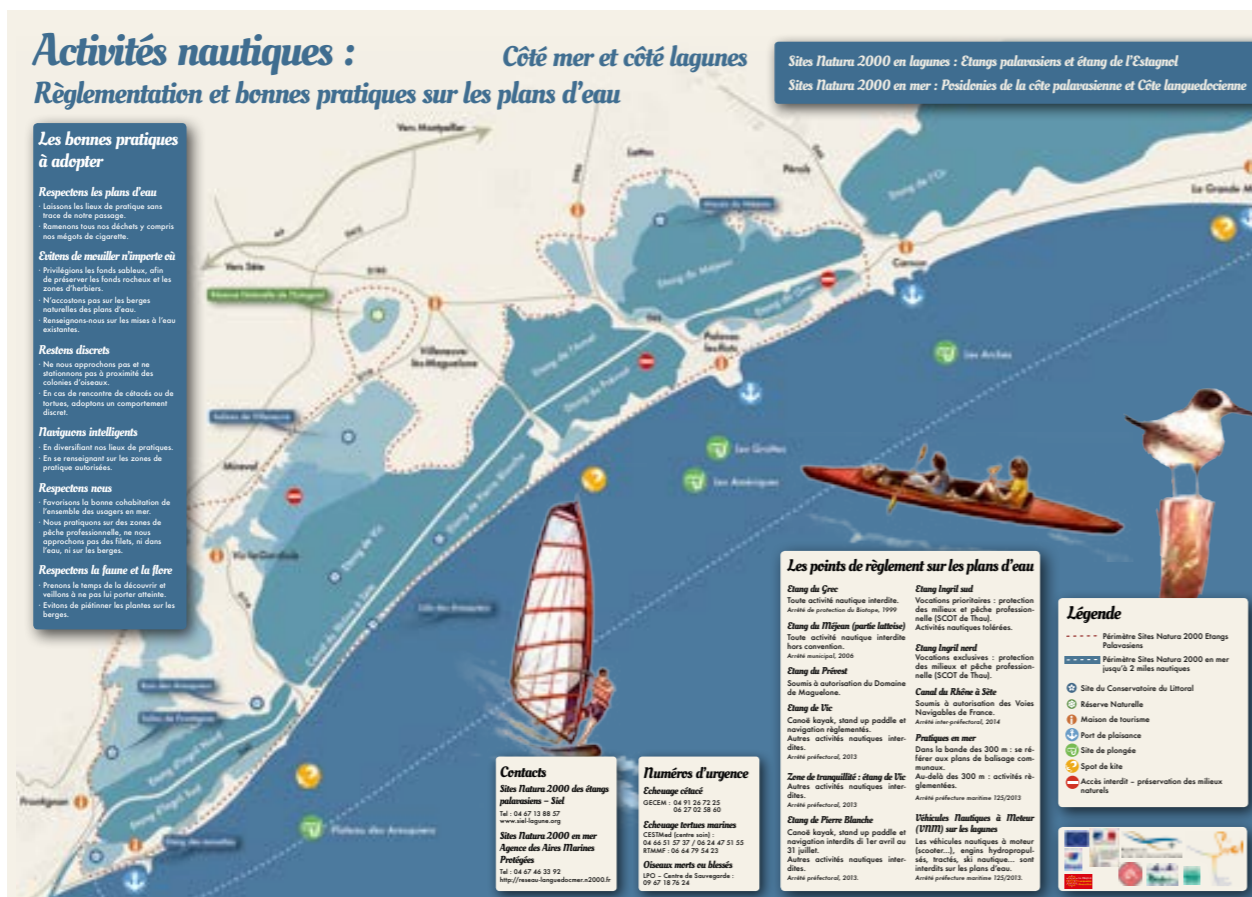 Activités nautiques :
Côté mer et côté lagunes
Règlementation et bonnes pratiques sur les plans d'eau
Sites Natura 2000 en lagunes : Etangs palavasiens et étang de l'Estagnol
Sites Natura 2000 en mer : Posidonies de la côte palavasienne et Côte languedocienne
Les bonnes pratiques
à adopter
Respectons les plans d'eau
· Laissons les lieux de pratique sans
trace de notre passage.
· Ramenons tous nos déchets y compris
nos mégots de cigarette.
Evitons de mouiller n'importe où
· Privilégions les fonds sableux, afin
de préserver les fonds rocheux et les
zones d'herbiers.
· N'accostons pas sur les berges
naturelles des plans d'eau.
· Renseignons-nous sur les mises à l'eau
existantes.
Restons discrets
· Ne nous approchons pas et ne
stationnons pas à proximité des
colonies d'oiseaux.
· En cas de rencontre de cétacés ou de
tortues, adoptons un comportement
discret.
Naviguons intelligents
· En diversifiant nos lieux de pratiques.
· En se renseignant sur les zones de
pratique autorisées.
Respectons nous
· Favorisons la bonne cohabitation de
l'ensemble des usagers en mer.
· Nous pratiquons sur des zones de
pêche professionnelle, ne nous
approchons pas des filets, ni dans
l'eau, ni sur les berges.
Respectons la faune et la flore
· Prenons le temps de la découvrir et
veillons à ne pas lui porter atteinte.
· Evitons de piétinner les plantes sur les
berges.
Vers Montpellier
Lattes
Pérols
Etang de l'Or
La Grande M
Marais du Méjean
Vers Sète
Réserve Naturelle de l'Estagnol
Etang du Méjean
Carnon
Etang du Grec
Palavas
les-flots
Villeneuve
lès-Maguelone
Etang de l'Arnel
Etang du Prévost
Les Arches
Salines de Villeneuve
Les Grottes
Les Amériques
Mireval
Etang de Pierre Blanche
Vic-la-Gardiole
Etang de Vic
Canal du Rhône à Sète
Bois des Aresquiers
Salins de Frontignan
Etang d'Ingril Nord
Ingril Sud
Frontignan
Plateau des Aresquiers
Contacts
Sites Natura 2000 des étangs
palavasiens – Siel
Tel : 04 67 13 88 57
www.siel-lagune.org
Sites Natura 2000 en mer
Agence des Aires Marines
Protégées
Tel : 04 67 46 33 92
http://reseau-languedocmer.n2000.fr
Numéros d'urgence
Echouage cétacé
GECEM : 04 91 26 72 25
06 27 02 58 60
Echouage tortues marines
CESTMed (centre soin) :
04 66 51 57 37 / 06 24 47 51 55
RTMMF : 06 64 79 54 23
Oiseaux morts ou blessés
LPO – Centre de Sauvegarde :
09 67 18 76 24
Les points de règlement sur les plans d'eau
Etang du Grec
Toute activité nautique interdite.
Arrêté de protection du Biotope, 1999
Etang du Méjean (partie lattoise)
Toute activité nautique interdite
hors convention.
Arrêté municipal, 2006
Etang du Prévost
Soumis à autorisation du Domaine
de Maguelone.
Etang de Vic
Canoë kayak, stand up paddle et
navigation règlementés.
Autres activités nautiques inter-
dites.
Arrêté préfectoral, 2013
Zone de tranquillité : étang de Vic
Autres activités nautiques inter-
dites.
Arrêté préfectoral, 2013
Etang de Pierre Blanche
Canoë kayak, stand up paddle et
navigation interdits di 1er avril au
31 juillet.
Autres activités nautiques inter-
dites.
Arrêté préfectoral, 2013.
Etang Ingril sud
Vocations prioritaires : protection
des milieux et pêche profession-
nelle (SCOT de Thau).
Activités nautiques tolérées.
Etang Ingril nord
Vocations exclusives : protection
des milieux et pêche profession-
nelle (SCOT de Thau).
Canal du Rhône à Sète
Soumis à autorisation des Voies
Navigables de France.
Arrêté inter-préfectoral, 2014
Pratiques en mer
Dans la bande des 300 m : se ré-
férer aux plans de balisage com-
munaux.
Au-delà des 300 m : activités rè-
glementées.
Arrêté préfecture maritime 125/2013
Véhicules Nautiques à Moteur
(VNM) sur les lagunes
Les véhicules nautiques à moteur
(scooter...), engins hydropropul-
sés, tractés, ski nautique... sont
interdits sur les plans d'eau.
Arrêté préfecture maritime 125/2013.
Légende
Périmètre Sites Natura 2000 Etangs
Palavasiens
Périmètre Sites Natura 2000 en mer
jusqu'à 2 miles nautiques
Site du Conservatoire du Littoral
Réserve Naturelle
Maison de tourisme
Port de plaisance
Site de plongée
Spot de kite
Accès interdit – préservation des milieux
naturels
Siel